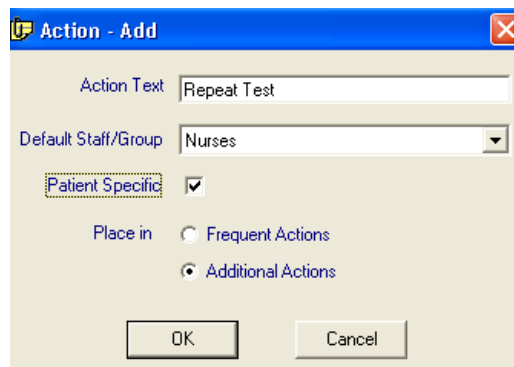 Action - Add
Action Text Repeat Test
Default Staff/Group Nurses
Patient Specific
Place in Frequent Actions
Additional Actions
OK Cancel